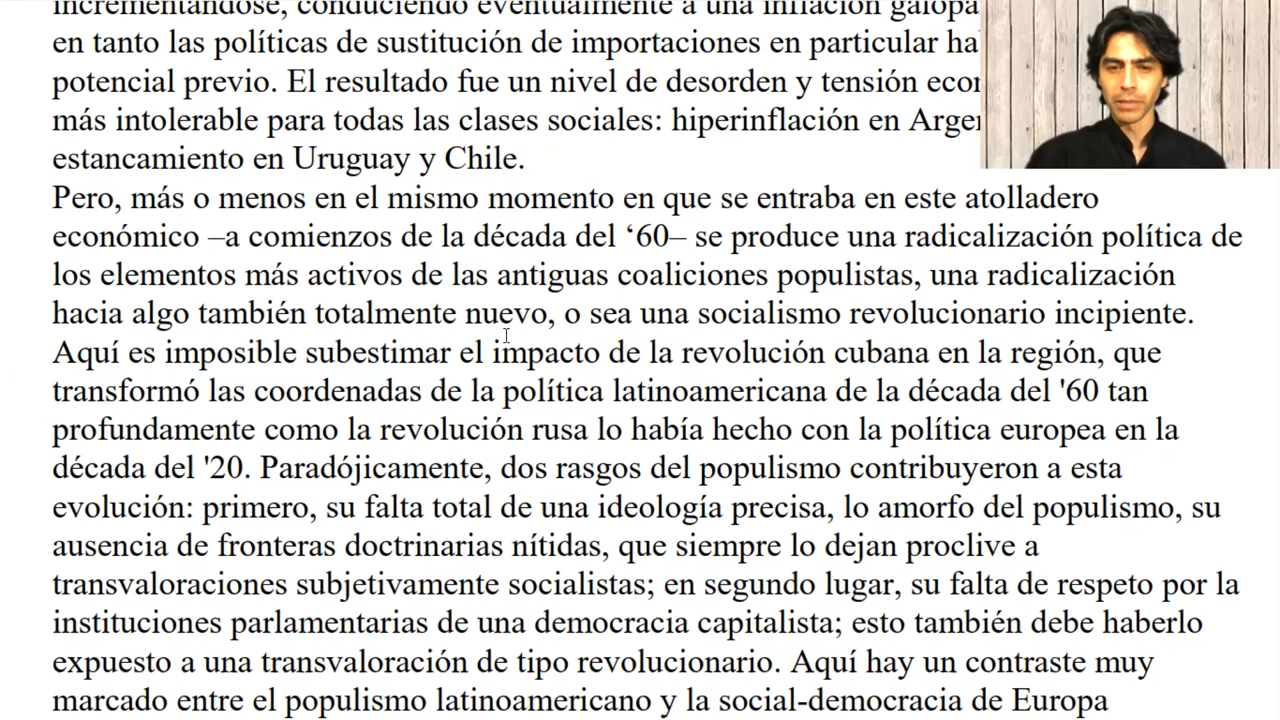 incrementándose, conduciendo eventualmente a una inflación galopa
en tanto las políticas de sustitución de importaciones en particular ha
potencial previo. El resultado fue un nivel de desorden y tensión econ
más intolerable para todas las clases sociales: hiperinflación en Argen
estancamiento en Uruguay y Chile.
Pero, más o menos en el mismo momento en que se entraba en este atolladero
económico –a comienzos de la década del ‘60– se produce una radicalización política de
los elementos más activos de las antiguas coaliciones populistas, una radicalización
hacia algo también totalmente nuevo, o sea una socialismo revolucionario incipiente.
Aquí es imposible subestimar el impacto de la revolución cubana en la región, que
transformó las coordenadas de la política latinoamericana de la década del '60 tan
profundamente como la revolución rusa lo había hecho con la política europea en la
década del '20. Paradójicamente, dos rasgos del populismo contribuyeron a esta
evolución: primero, su falta total de una ideología precisa, lo amorfo del populismo, su
ausencia de fronteras doctrinarias nítidas, que siempre lo dejan proclive a
transvaloraciones subjetivamente socialistas; en segundo lugar, su falta de respeto por la
instituciones parlamentarias de una democracia capitalista; esto también debe haberlo
expuesto a una transvaloración de tipo revolucionario. Aquí hay un contraste muy
marcado entre el populismo latinoamericano y la social-democracia de Europa